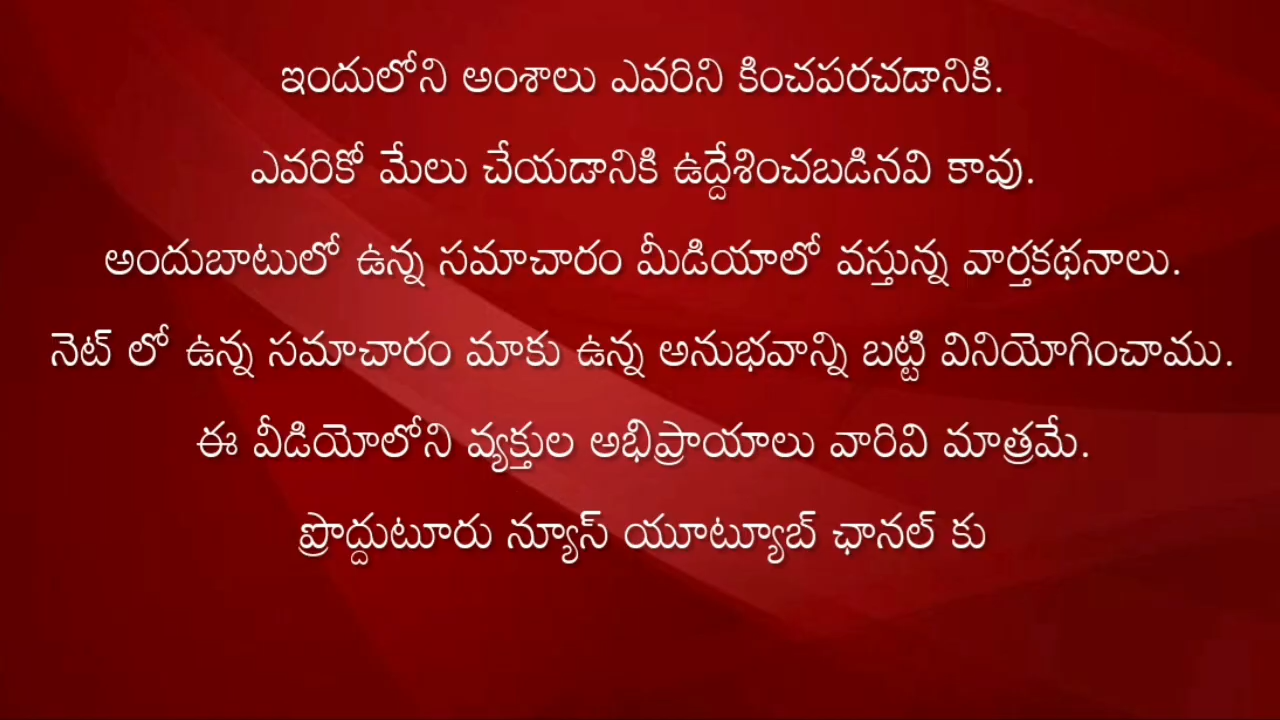 ఇందులోని అంశాలు ఎవరిని కించపరచడానికి.
ఎవరికో మేలు చేయడానికి ఉద్దేశించబడినవి కావు.
అందుబాటులో ఉన్న సమాచారం మీడియాలో వస్తున్న వార్తకథనాలు.
నెట్ లో ఉన్న సమాచారం మాకు ఉన్న అనుభవాన్ని బట్టి వినియోగించాము.
ఈ వీడియోలోని వ్యక్తుల అభిప్రాయాలు వారివి మాత్రమే.
ప్రొద్దుటూరు న్యూస్ యూట్యూబ్ ఛానల్ కు